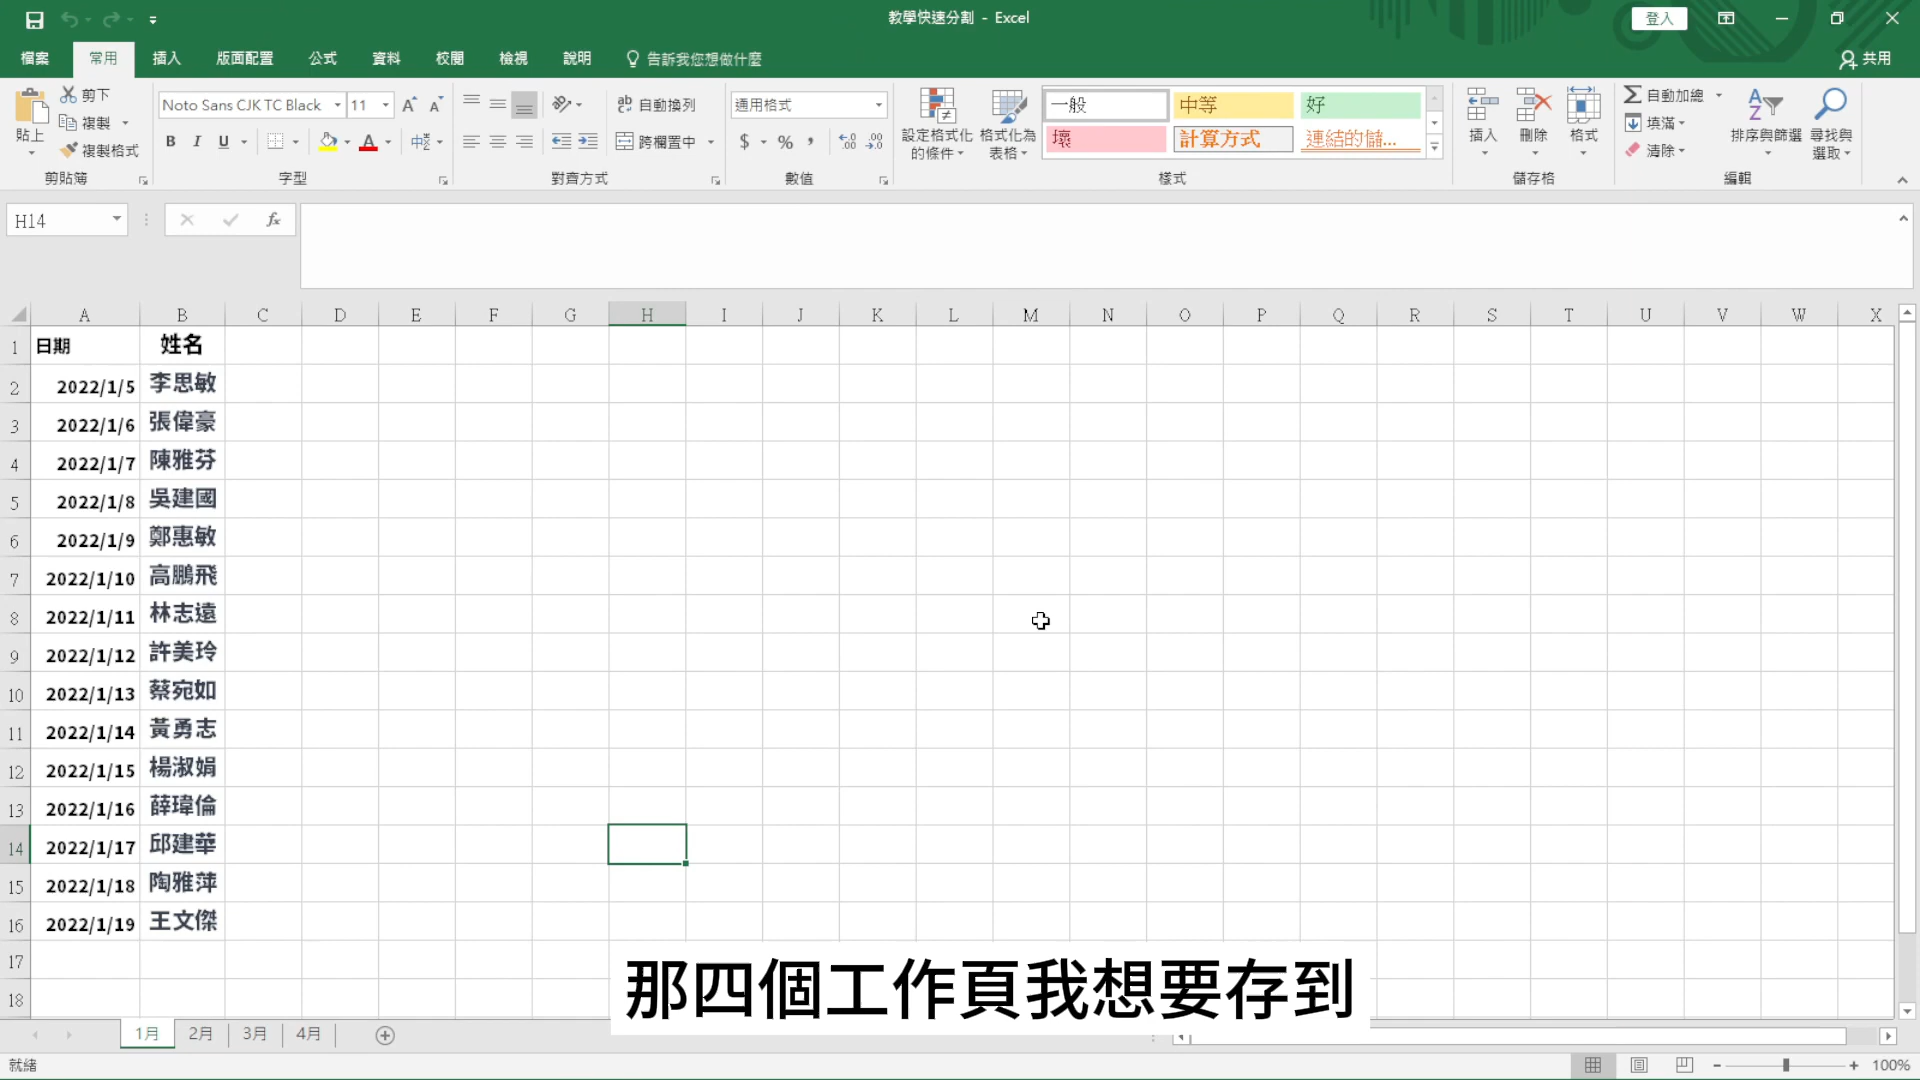 教學快速分割 - Excel
登入
檔案 常用 插入 版面配置 公式 資料 校閱 檢視 說明 告訴我您想做什麼 共用
貼上 剪下 複製 複製格式
Noto Sans CJK TC Black 11
B I U A
自動換列
跨欄置中
通用格式
$ % ,
設定格式化的條件
格式化為表格
一般 中等 好
壞 計算方式 連結的儲...
插入 刪除 格式
自動加總
填滿
清除
排序與篩選 尋找與選取
剪貼簿 字型 對齊方式 數值 樣式 儲存格 編輯
H14 fx
A B C D E F G H I J K L M N O P Q R S T U V W X
1 日期 姓名
2 2022/1/5 李思敏
3 2022/1/6 張偉豪
4 2022/1/7 陳雅芬
5 2022/1/8 吳建國
6 2022/1/9 鄭惠敏
7 2022/1/10 高鵬飛
8 2022/1/11 林志遠
9 2022/1/12 許美玲
10 2022/1/13 蔡宛如
11 2022/1/14 黃勇志
12 2022/1/15 楊淑娟
13 2022/1/16 薛瑋倫
14 2022/1/17 邱建華
15 2022/1/18 陶雅萍
16 2022/1/19 王文傑
17
18
那四個工作頁我想要存到
1月 2月 3月 4月
就緒 100%